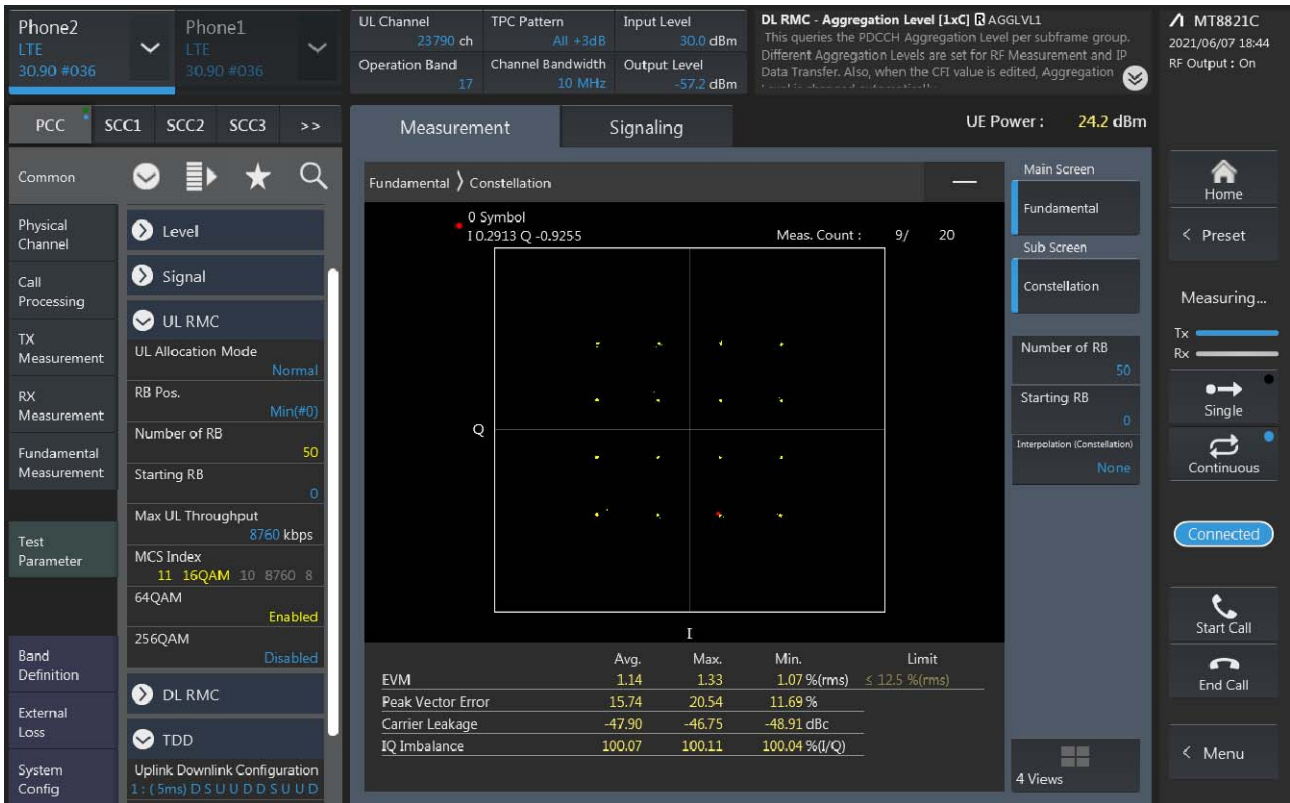 Phone2
LTE
30.90 #036
Phone1
LTE
30.90 #036
UL Channel
23790 ch
TPC Pattern
All +3dB
Input Level
30.0 dBm
Operation Band
17
Channel Bandwidth
10 MHz
Output Level
-57.2 dBm
DL RMC - Aggregation Level [1xC] R AGGLVL1
This queries the PDCCH Aggregation Level per subframe group.
Different Aggregation Levels are set for RF Measurement and IP
Data Transfer. Also, when the CFI value is edited, Aggregation
MT8821C
2021/06/07 18:44
RF Output : On
PCC SCC1 SCC2 SCC3 >>
Measurement Signaling
UE Power : 24.2 dBm
Common
Physical
Channel
Call
Processing
TX
Measurement
RX
Measurement
Fundamental
Measurement
Test
Parameter
Band
Definition
External
Loss
System
Config
Level
Signal
UL RMC
UL Allocation Mode
Normal
RB Pos.
Min(#0)
Number of RB
50
Starting RB
0
Max UL Throughput
8760 kbps
MCS Index
11 16QAM 10 8760 8
64QAM
Enabled
256QAM
Disabled
DL RMC
TDD
Uplink Downlink Configuration
1 : ( 5ms) D S U U D D S U U D
Fundamental ⟩ Constellation
0 Symbol
I 0.2913 Q -0.9255
Meas. Count : 9/ 20
Q
I
Avg. Max. Min. Limit
EVM 1.14 1.33 1.07 %(rms) ≤ 12.5 %(rms)
Peak Vector Error 15.74 20.54 11.69 %
Carrier Leakage -47.90 -46.75 -48.91 dBc
IQ Imbalance 100.07 100.11 100.04 %(I/Q)
Main Screen
Fundamental
Sub Screen
Constellation
Number of RB
50
Starting RB
0
Interpolation (Constellation)
None
4 Views
Home
< Preset
Measuring...
Tx
Rx
Single
Continuous
Connected
Start Call
End Call
< Menu